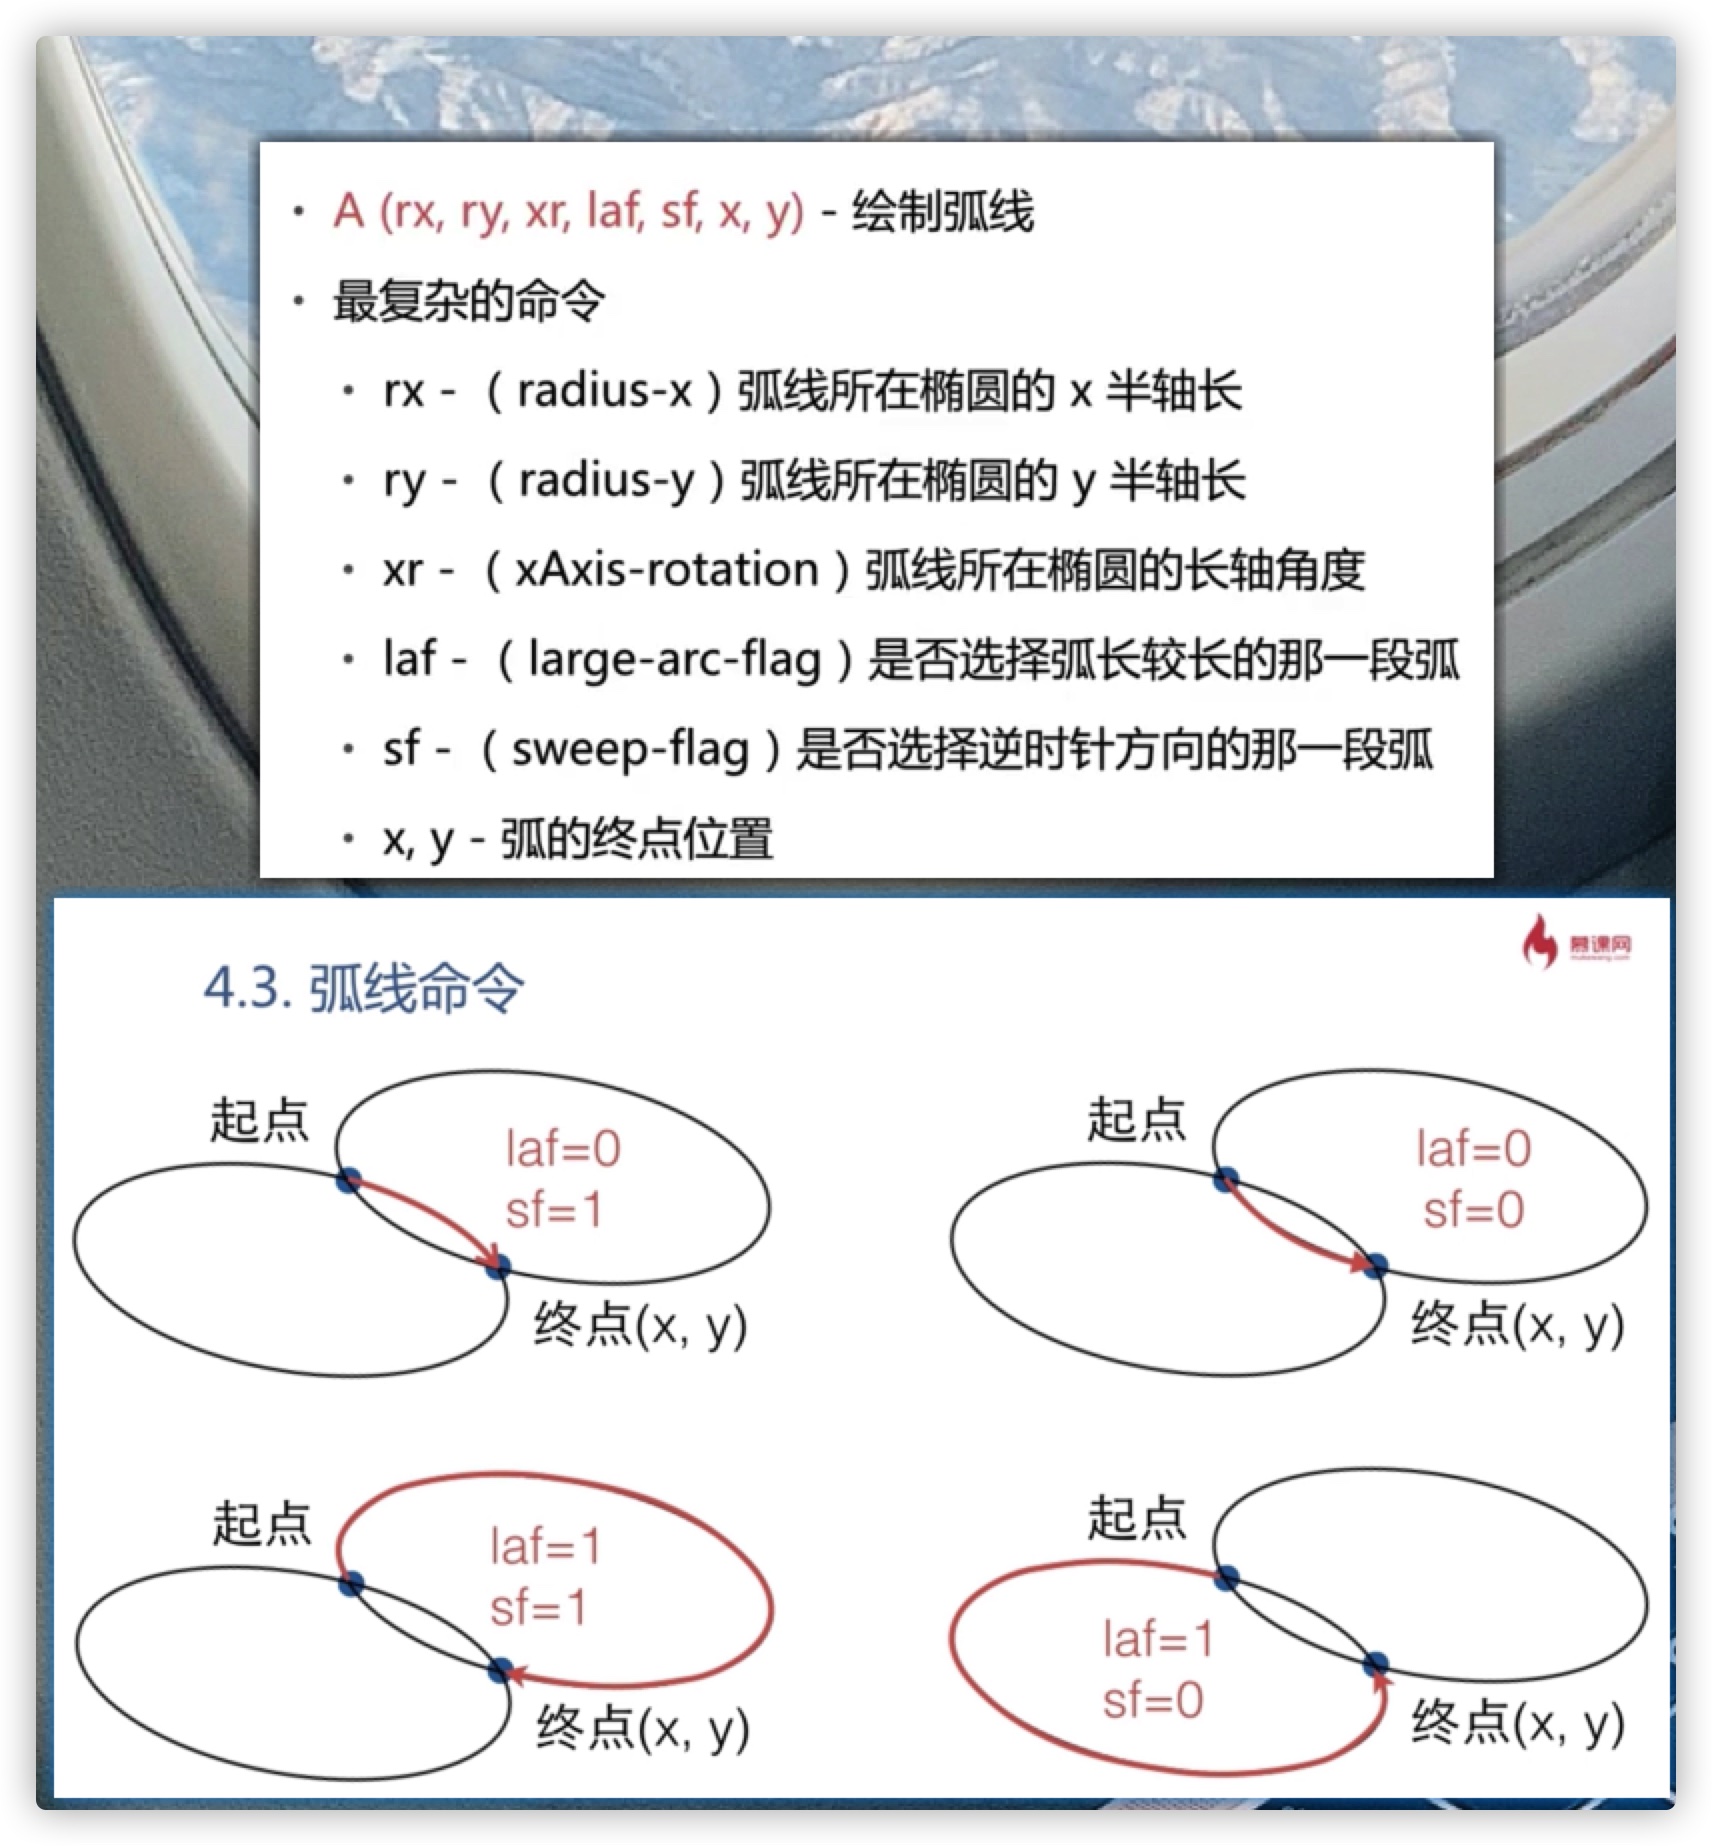 • A (rx, ry, xr, laf, sf, x, y) - 绘制弧线
• 最复杂的命令
• rx - （radius-x）弧线所在椭圆的 x 半轴长
• ry - （radius-y）弧线所在椭圆的 y 半轴长
• xr - （xAxis-rotation）弧线所在椭圆的长轴角度
• laf - （large-arc-flag）是否选择弧长较长的那一段弧
• sf - （sweep-flag）是否选择逆时针方向的那一段弧
• x, y - 弧的终点位置
慕课网
4.3. 弧线命令
起点
laf=0
sf=1
终点(x, y)
起点
laf=0
sf=0
终点(x, y)
起点
laf=1
sf=1
终点(x, y)
起点
laf=1
sf=0
终点(x, y)